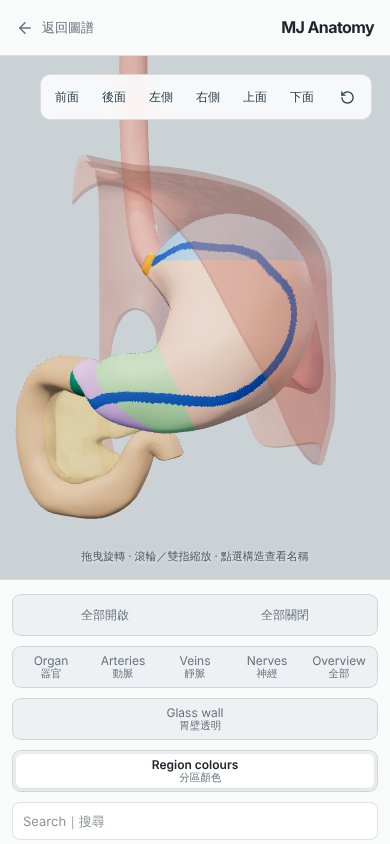 返回圖譜
MJ Anatomy
前面 後面 左側 右側 上面 下面
拖曳旋轉 · 滾輪／雙指縮放 · 點選構造查看名稱
全部開啟 全部關閉
Organ Arteries Veins Nerves Overview
器官 動脈 靜脈 神經 全部
Glass wall
胃壁透明
Region colours
分區顏色
Search｜搜尋